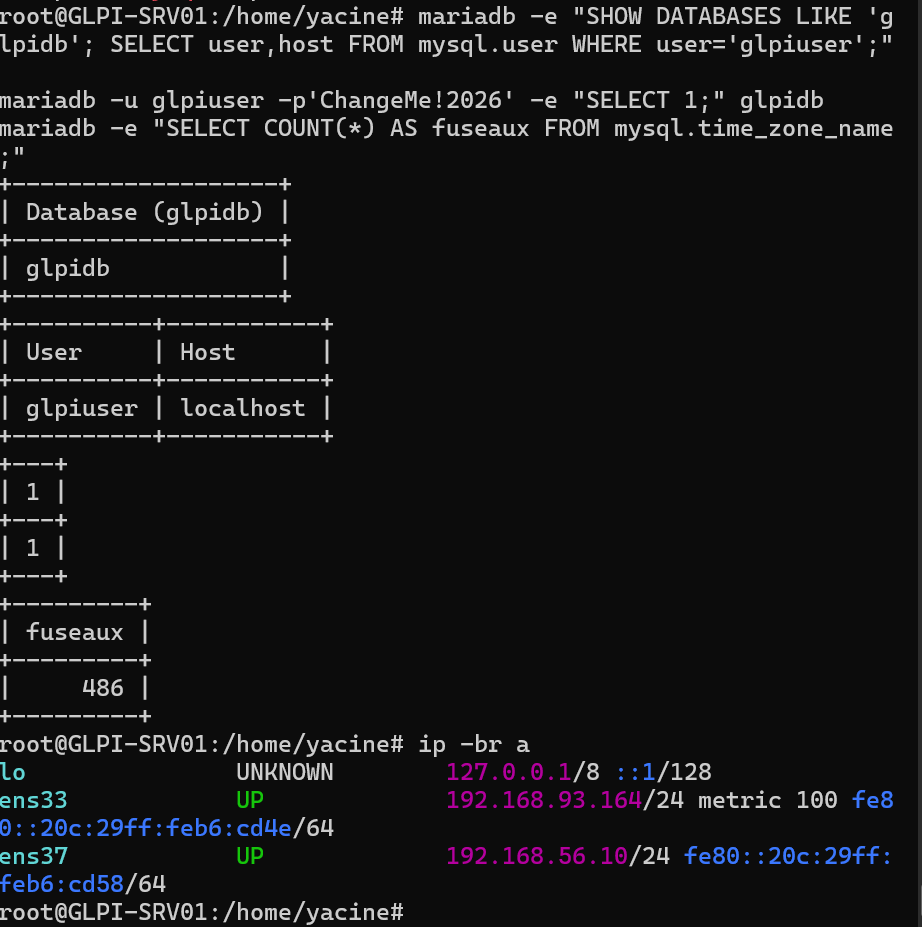 root@GLPI-SRV01:/home/yacine# mariadb -e "SHOW DATABASES LIKE 'g
lpidb'; SELECT user,host FROM mysql.user WHERE user='glpiuser';"
mariadb -u glpiuser -p'ChangeMe!2026' -e "SELECT 1;" glpidb
mariadb -e "SELECT COUNT(*) AS fuseaux FROM mysql.time_zone_name
;"
+-------------------+
| Database (glpidb) |
+-------------------+
| glpidb            |
+-------------------+
+----------+-----------+
| User     | Host      |
+----------+-----------+
| glpiuser | localhost |
+----------+-----------+
+---+
| 1 |
+---+
| 1 |
+---+
+---------+
| fuseaux |
+---------+
|     486 |
+---------+
root@GLPI-SRV01:/home/yacine# ip -br a
lo               UNKNOWN        127.0.0.1/8 ::1/128
ens33            UP             192.168.93.164/24 metric 100 fe8
0::20c:29ff:feb6:cd4e/64
ens37            UP             192.168.56.10/24 fe80::20c:29ff:
feb6:cd58/64
root@GLPI-SRV01:/home/yacine#